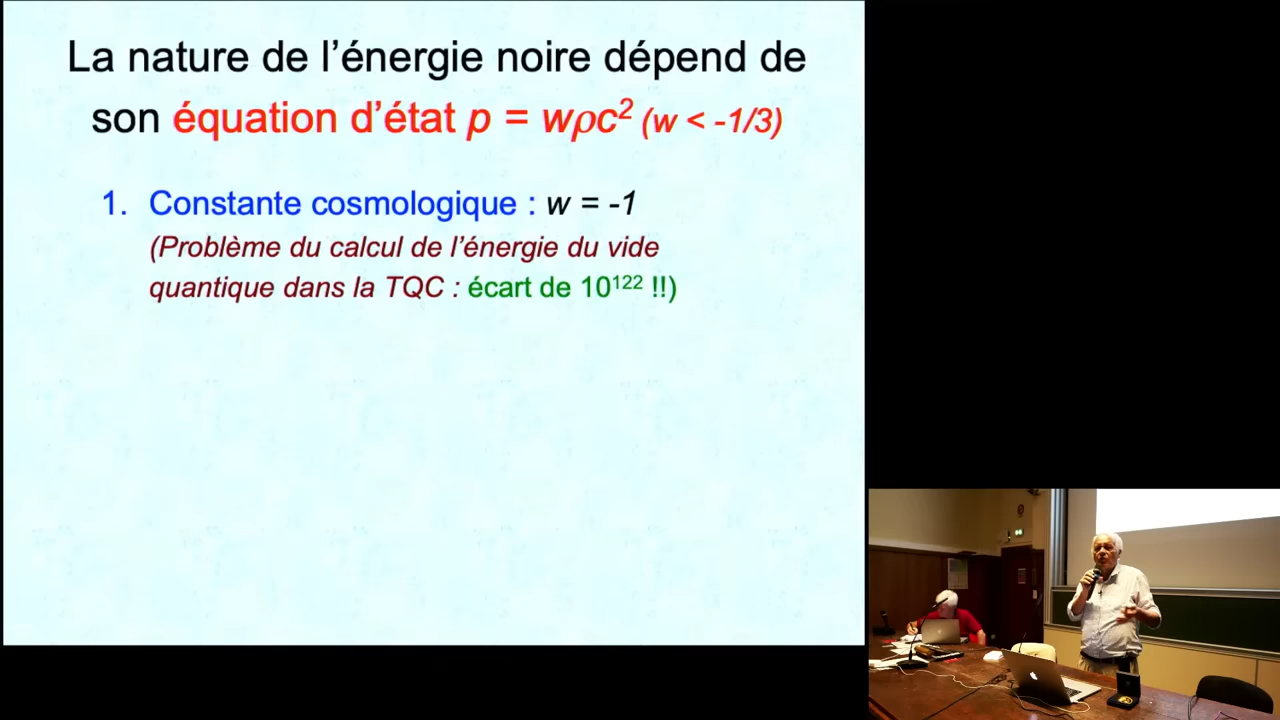 La nature de l’énergie noire dépend de
son équation d’état p = wρc² (w < -1/3)
1. Constante cosmologique : w = -1
(Problème du calcul de l’énergie du vide
quantique dans la TQC : écart de 10¹²² !!)